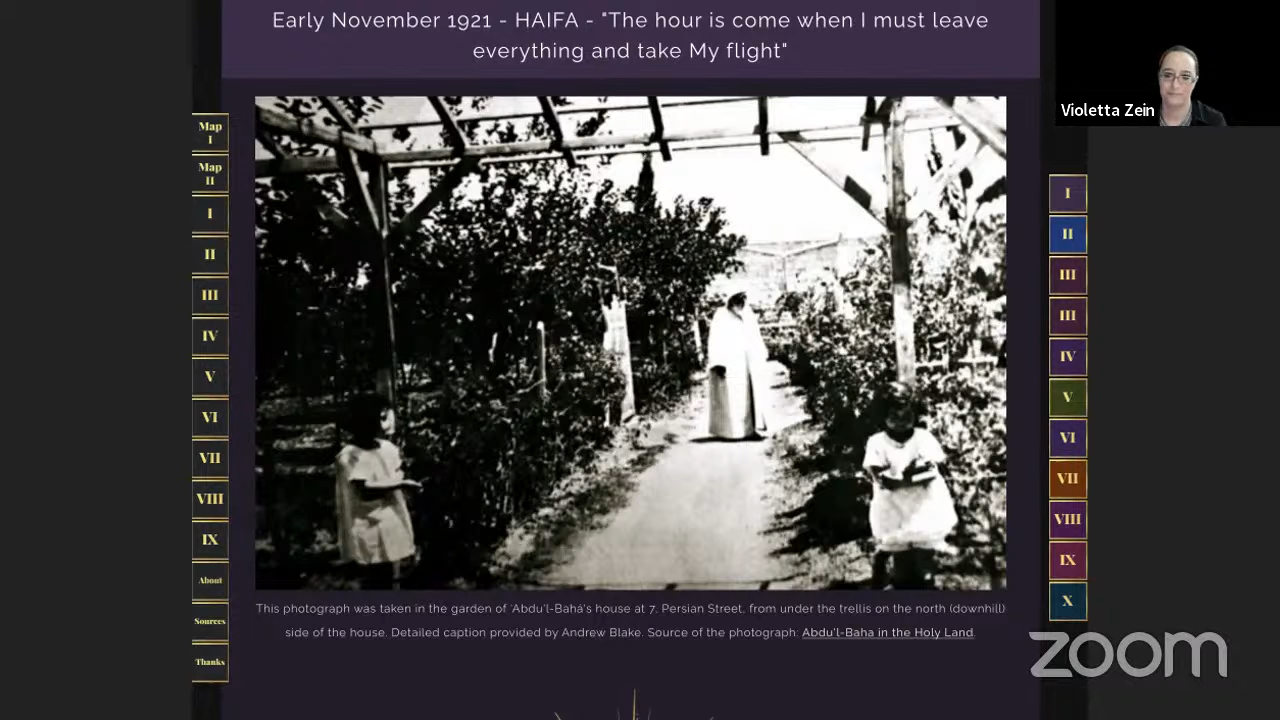 Early November 1921 - HAIFA - "The hour is come when I must leave
everything and take My flight"
Violetta Zein
Map
I
Map
II
I
II
III
IV
V
VI
VII
VIII
IX
About
Sources
Thanks
I
II
III
III
IV
V
VI
VII
VIII
IX
X
This photograph was taken in the garden of 'Abdu'l-Bahá's house at 7, Persian Street, from under the trellis on the north (downhill)
side of the house. Detailed caption provided by Andrew Blake. Source of the photograph: Abdu'l-Baha in the Holy Land.
zoom